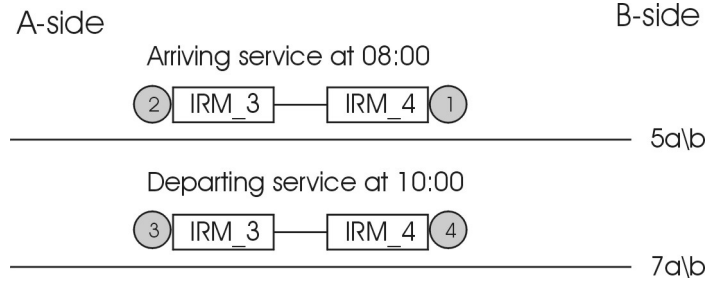 A-side B-side
Arriving service at 08:00
2 IRM_3 IRM_4 1
5a\b
Departing service at 10:00
3 IRM_3 IRM_4 4
7a\b